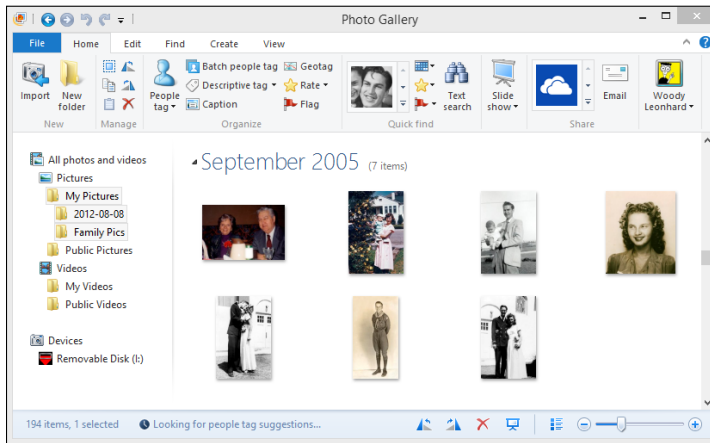 Photo Gallery
File Home Edit Find Create View
Import
New folder
New
Manage
People tag
Batch people tag
Descriptive tag
Caption
Geotag
Rate
Flag
Organize
Quick find
Text search
Slide show
Share
Email
Woody Leonhard
All photos and videos
Pictures
My Pictures
2012-08-08
Family Pics
Public Pictures
Videos
My Videos
Public Videos
Devices
Removable Disk (I:)
September 2005 (7 items)
194 items, 1 selected
Looking for people tag suggestions...